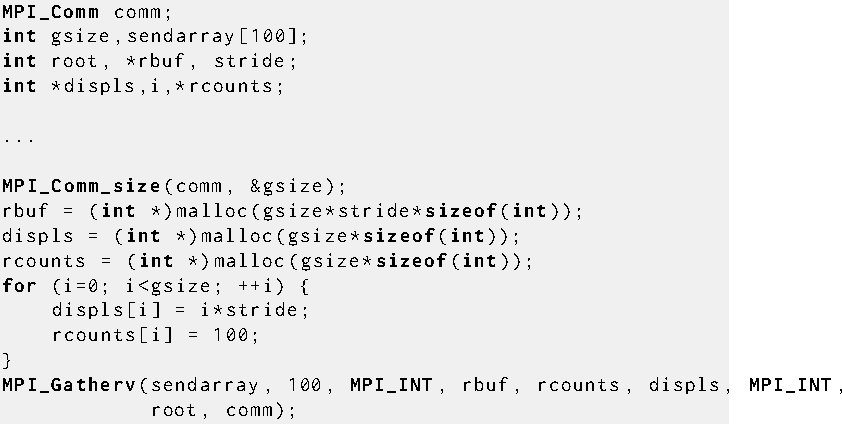 MPI_Comm comm;
int gsize,sendarray[100];
int root, *rbuf, stride;
int *displs,i,*rcounts;
...
MPI_Comm_size(comm, &gsize);
rbuf = (int *)malloc(gsize*stride*sizeof(int));
displs = (int *)malloc(gsize*sizeof(int));
rcounts = (int *)malloc(gsize*sizeof(int));
for (i=0; i<gsize; ++i) {
    displs[i] = i*stride;
    rcounts[i] = 100;
}
MPI_Gatherv(sendarray, 100, MPI_INT, rbuf, rcounts, displs, MPI_INT,
            root, comm);